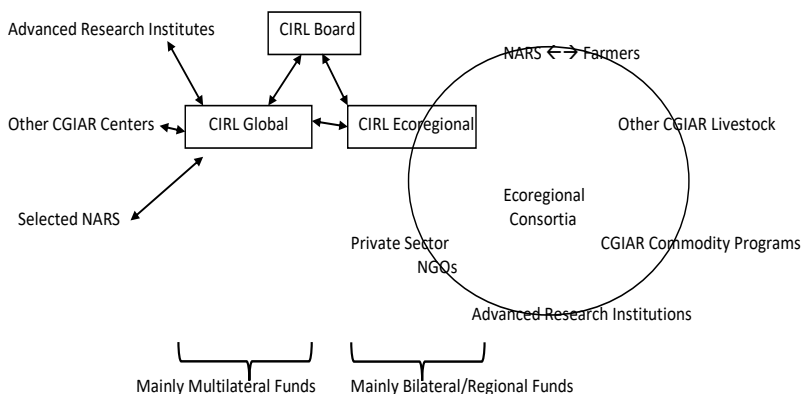 Advanced Research Institutes
CIRL Board
NARS ←→ Farmers
Other CGIAR Centers
CIRL Global
CIRL Ecoregional
Other CGIAR Livestock
Ecoregional
Consortia
Selected NARS
Private Sector
NGOs
CGIAR Commodity Programs
Advanced Research Institutions
Mainly Multilateral Funds
Mainly Bilateral/Regional Funds